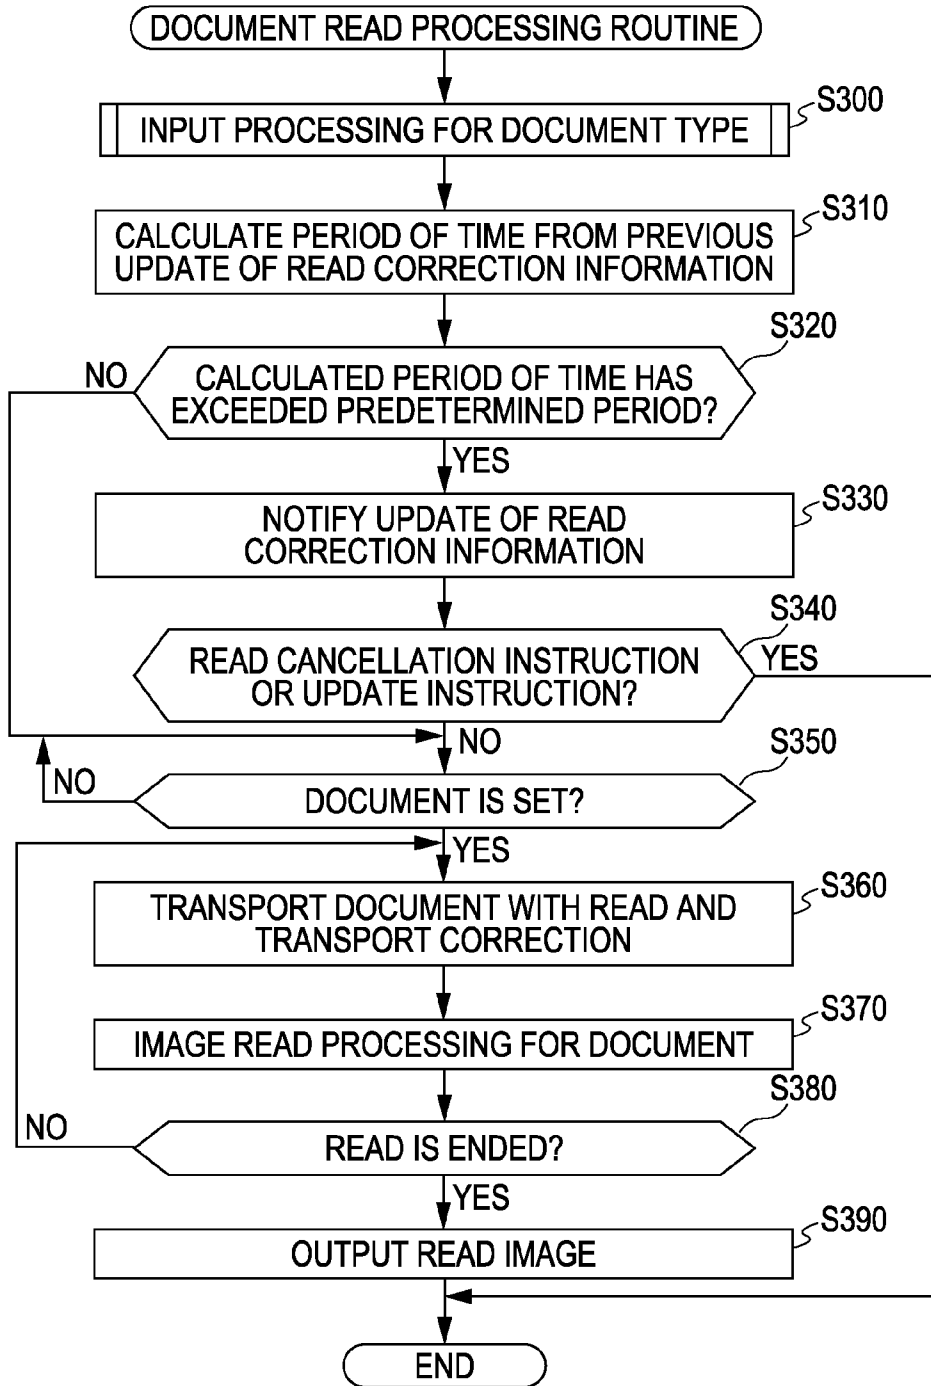 DOCUMENT READ PROCESSING ROUTINE
S300
INPUT PROCESSING FOR DOCUMENT TYPE
S310
CALCULATE PERIOD OF TIME FROM PREVIOUS
UPDATE OF READ CORRECTION INFORMATION
S320
NO
CALCULATED PERIOD OF TIME HAS
EXCEEDED PREDETERMINED PERIOD?
YES
S330
NOTIFY UPDATE OF READ
CORRECTION INFORMATION
S340
READ CANCELLATION INSTRUCTION
OR UPDATE INSTRUCTION?
YES
NO
S350
NO
DOCUMENT IS SET?
YES
S360
TRANSPORT DOCUMENT WITH READ AND
TRANSPORT CORRECTION
S370
IMAGE READ PROCESSING FOR DOCUMENT
S380
NO
READ IS ENDED?
YES
S390
OUTPUT READ IMAGE
END